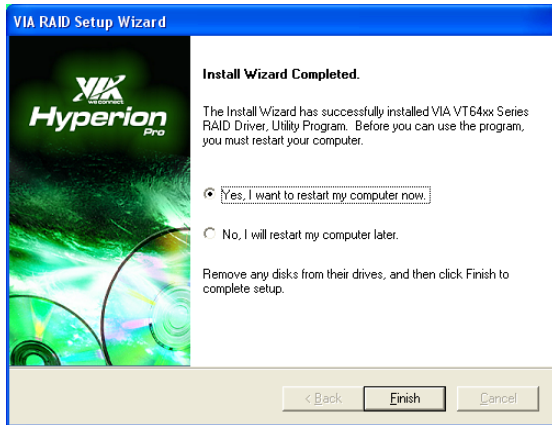 VIA RAID Setup Wizard
VIA
we connect
Hyperion
Pro
Install Wizard Completed.
The Install Wizard has successfully installed VIA VT64xx Series
RAID Driver, Utility Program. Before you can use the program,
you must restart your computer.
Yes, I want to restart my computer now.
No, I will restart my computer later.
Remove any disks from their drives, and then click Finish to
complete setup.
< Back
Finish
Cancel